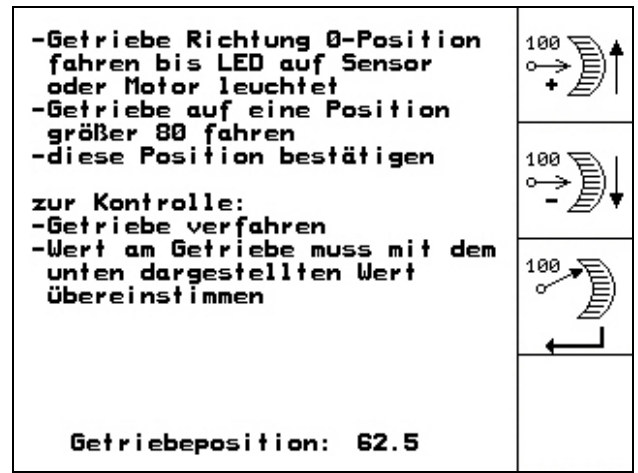 -Getriebe Richtung 0-Position
fahren bis LED auf Sensor
oder Motor leuchtet
-Getriebe auf eine Position
größer 80 fahren
-diese Position bestätigen
zur Kontrolle:
-Getriebe verfahren
-Wert am Getriebe muss mit dem
unten dargestellten Wert
übereinstimmen
Getriebeposition: 62.5
100
+
100
-
100